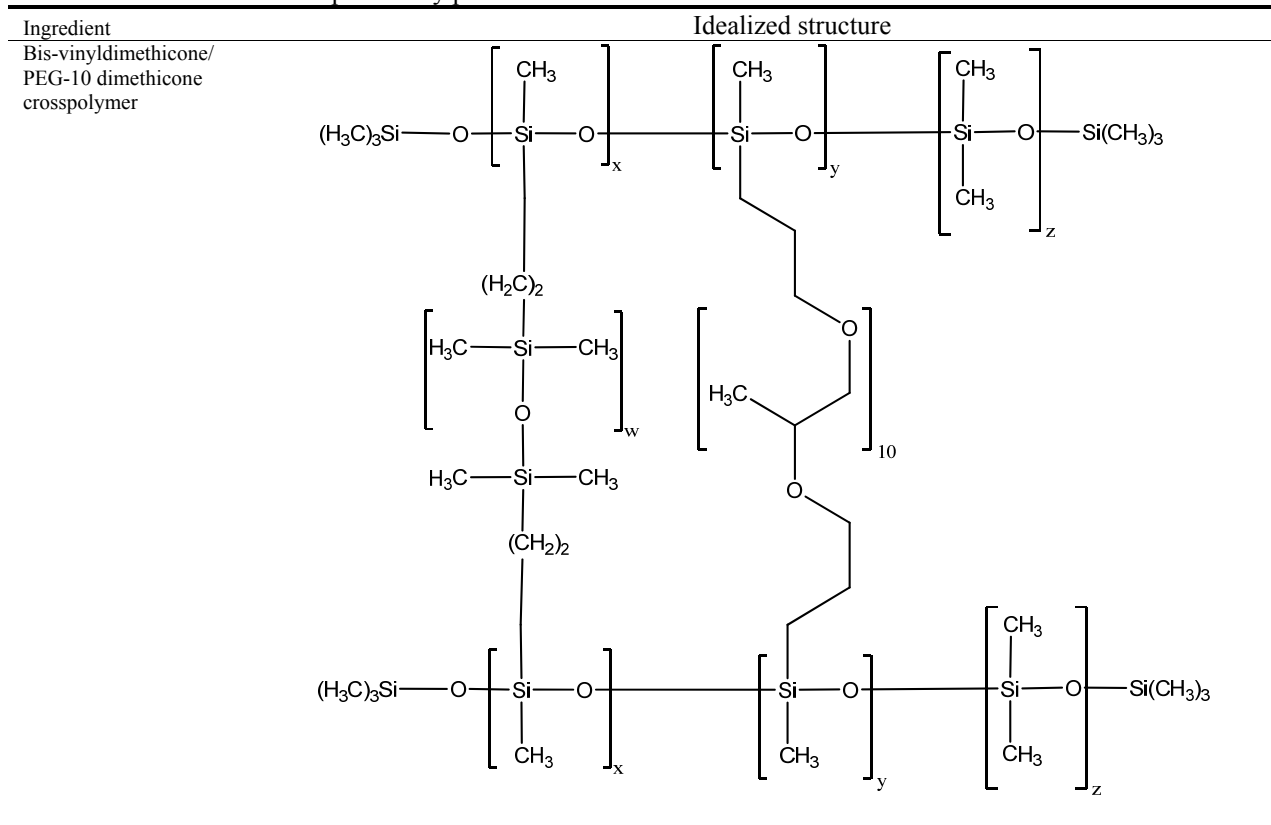 Ingredient Idealized structure
Bis-vinyldimethicone/
PEG-10 dimethicone
crosspolymer
CH3 CH3 CH3
(H3C)3Si O Si O Si O Si O Si(CH3)3
x y
CH3
z
(H2C)2
O
H3C Si CH3
H3C
O
w 10
H3C Si CH3
O
(CH2)2
CH3
(H3C)3Si O Si O Si O Si O Si(CH3)3
CH3 CH3 CH3
x y z